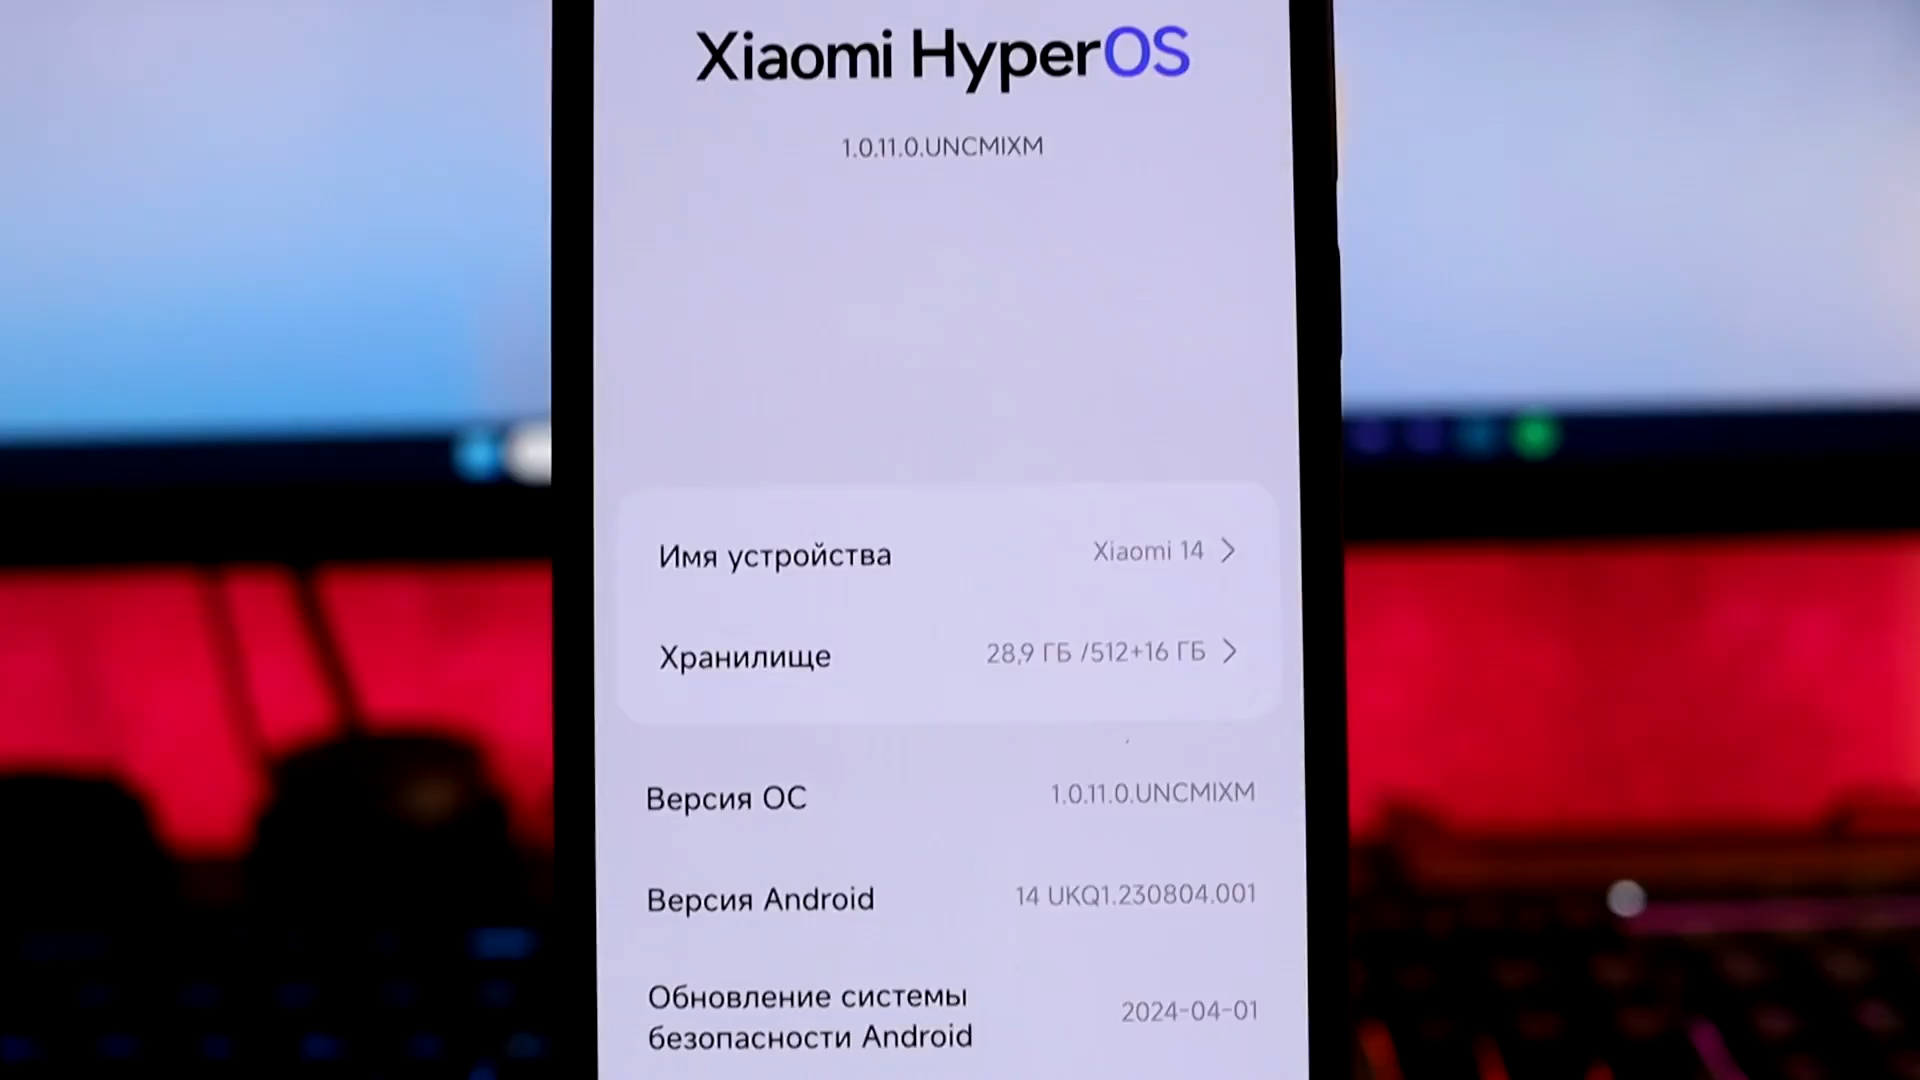 Xiaomi HyperOS
1.0.11.0.UNCMIXM
Имя устройства Xiaomi 14
Хранилище 28,9 ГБ /512+16 ГБ
Версия ОС 1.0.11.0.UNCMIXM
Версия Android 14 UKQ1.230804.001
Обновление системы
безопасности Android 2024-04-01